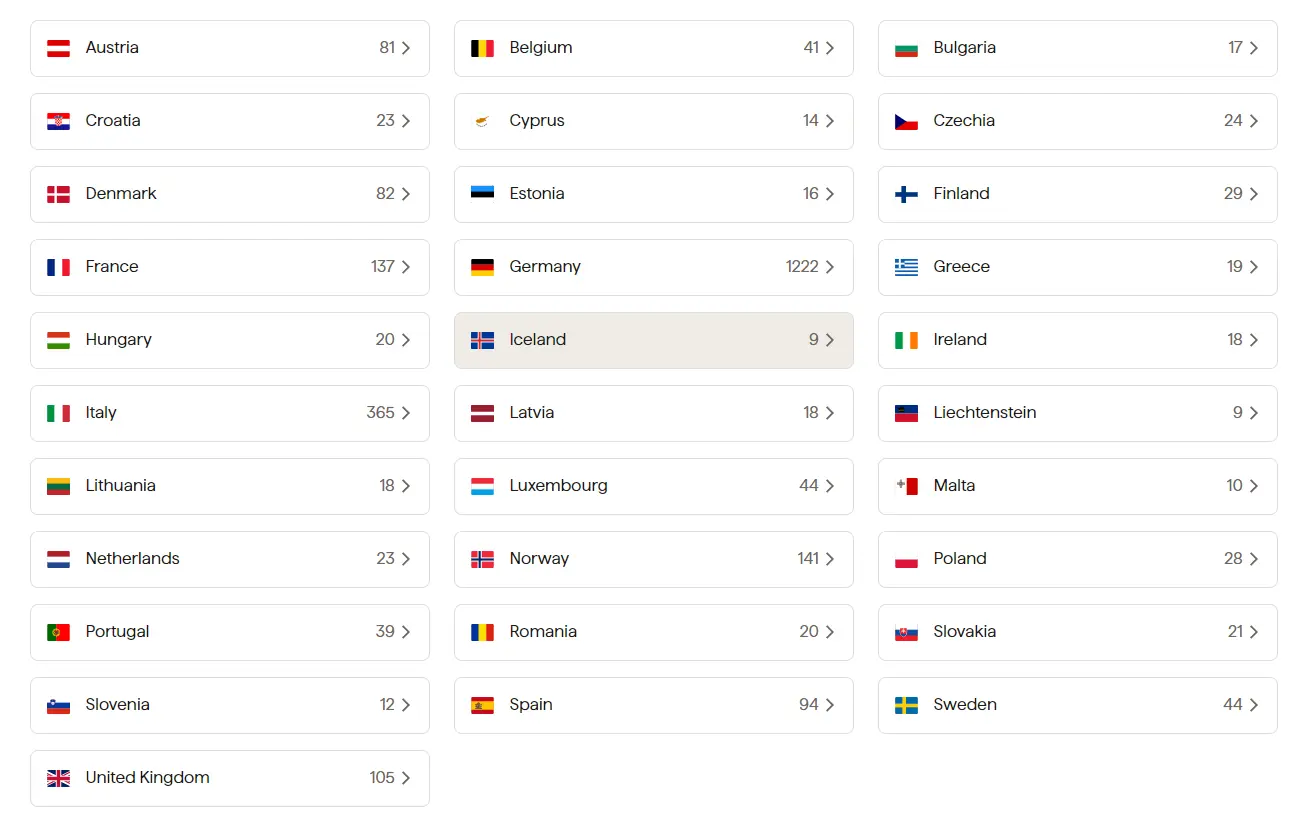 Austria 81
Belgium 41
Bulgaria 17
Croatia 23
Cyprus 14
Czechia 24
Denmark 82
Estonia 16
Finland 29
France 137
Germany 1222
Greece 19
Hungary 20
Iceland 9
Ireland 18
Italy 365
Latvia 18
Liechtenstein 9
Lithuania 18
Luxembourg 44
Malta 10
Netherlands 23
Norway 141
Poland 28
Portugal 39
Romania 20
Slovakia 21
Slovenia 12
Spain 94
Sweden 44
United Kingdom 105